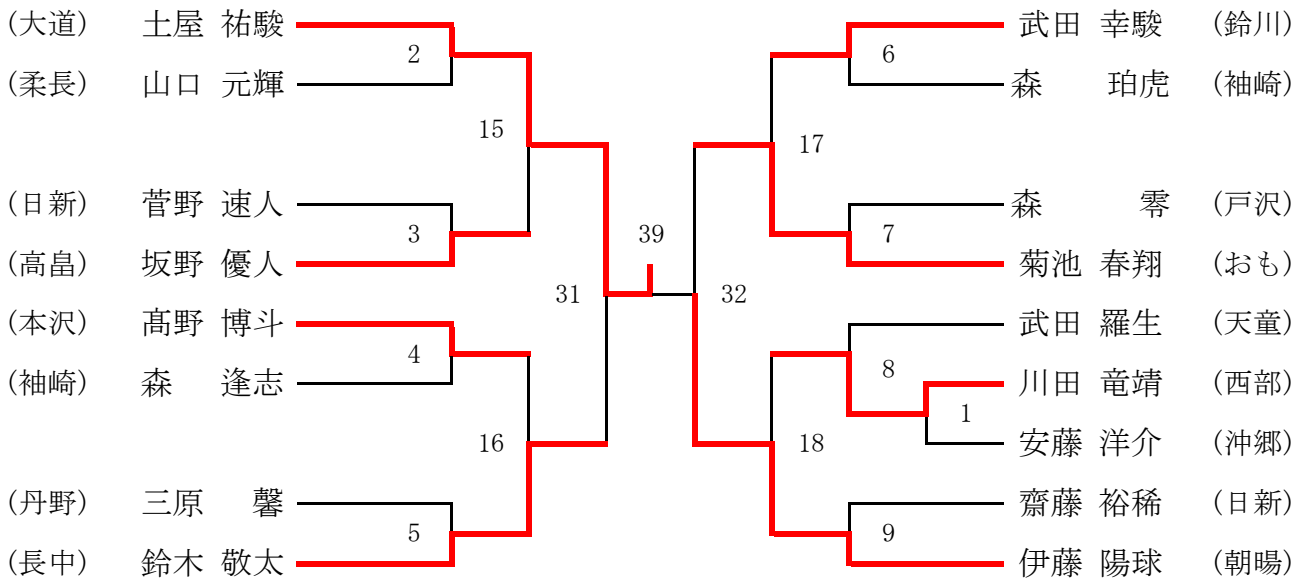 (大道) 土屋 祐駿
(柔長) 山口 元輝
(日新) 菅野 速人
(高畠) 坂野 優人
(本沢) 髙野 博斗
(袖崎) 森 逢志
(丹野) 三原 馨
(長中) 鈴木 敬太
2
3
4
5
15
16
31
39
32
17
18
6
7
8
1
9
武田 幸駿 (鈴川)
森 珀虎 (袖崎)
森 零 (戸沢)
菊池 春翔 (おも)
武田 羅生 (天童)
川田 竜靖 (西部)
安藤 洋介 (沖郷)
齋藤 裕稀 (日新)
伊藤 陽球 (朝暘)